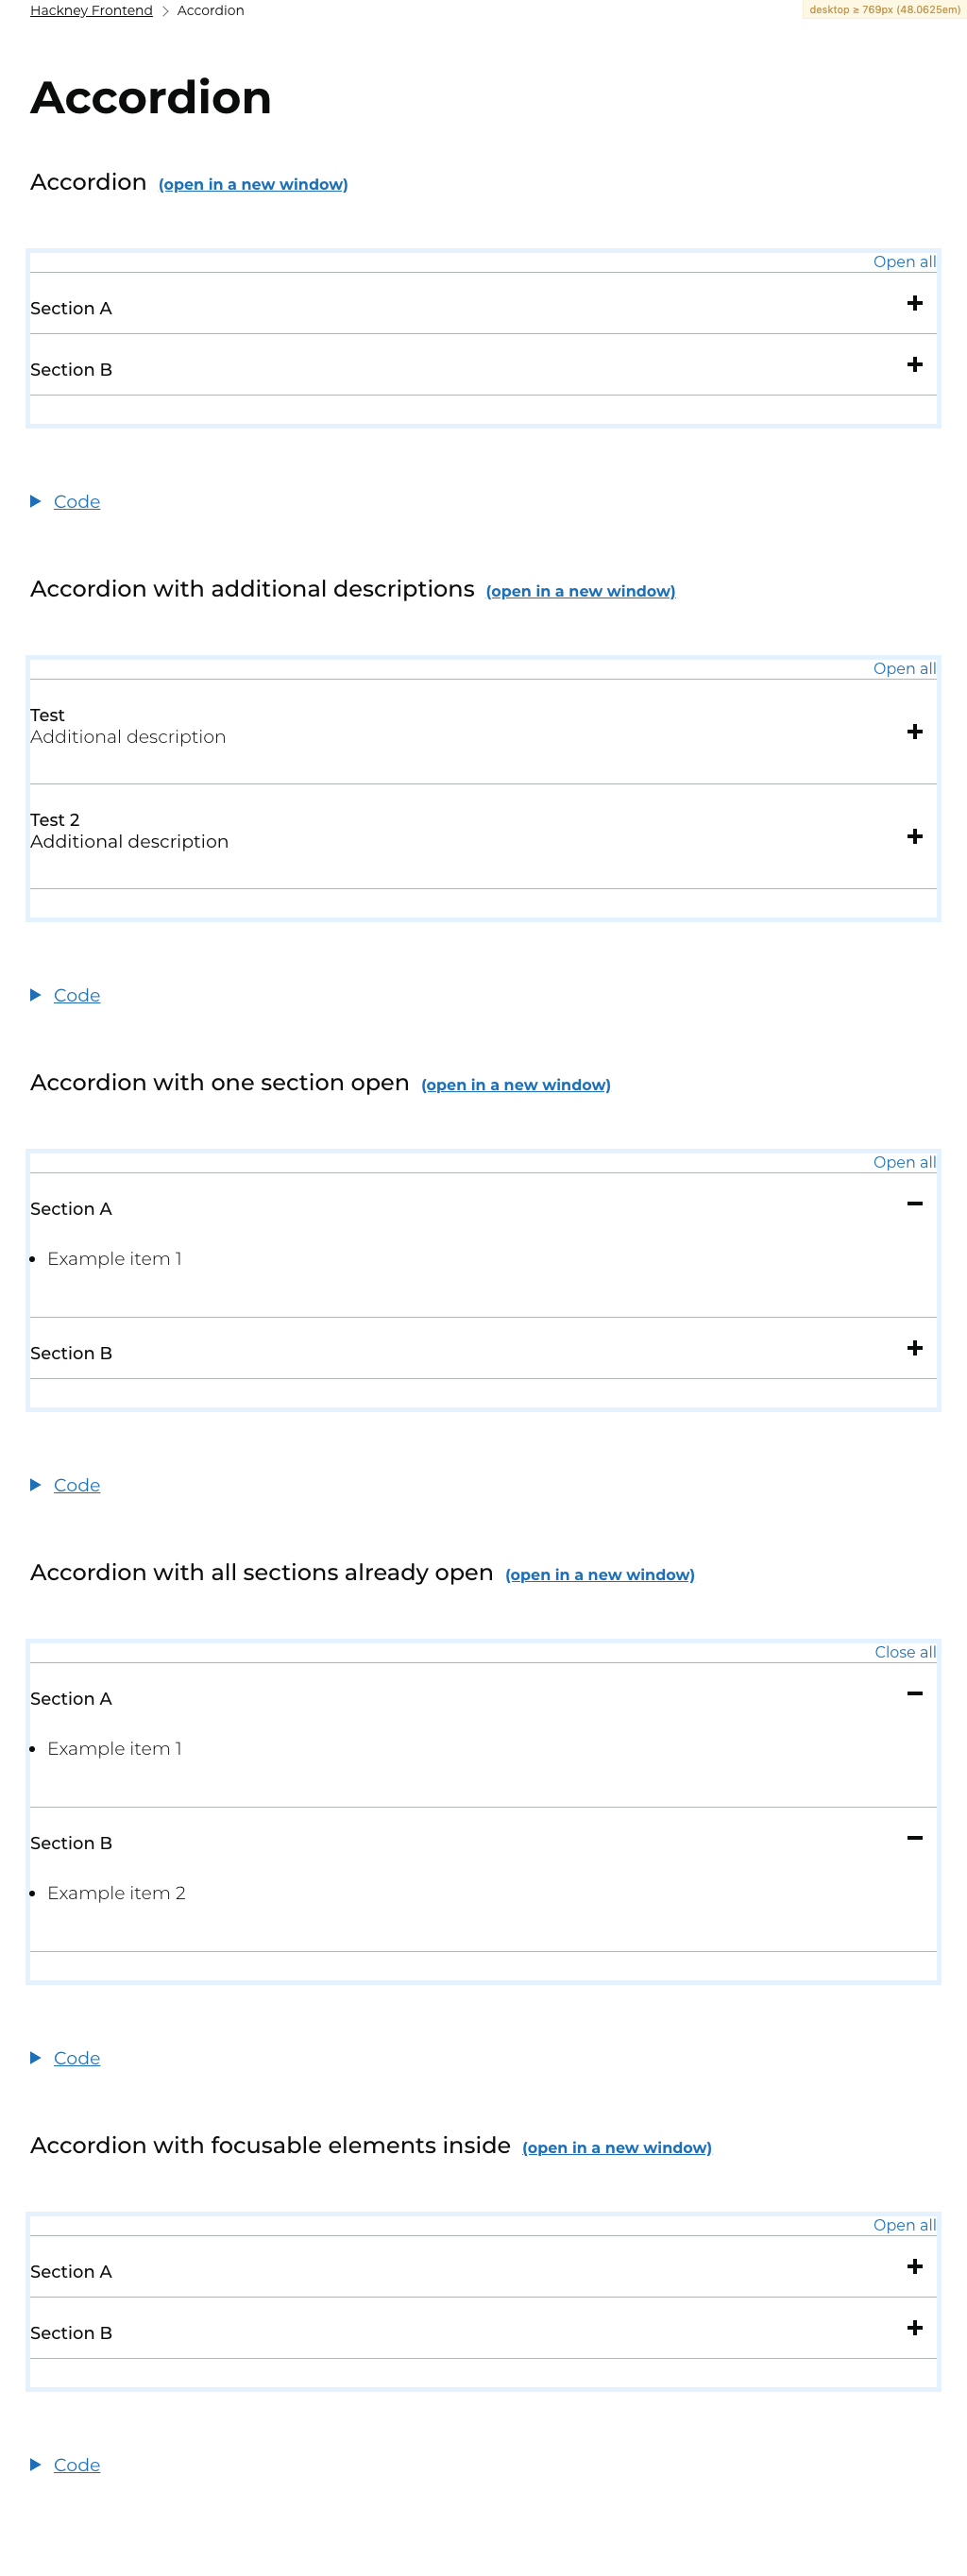 Hackney Frontend > Accordion
desktop ≥ 769px (48.0625em)
Accordion
Accordion (open in a new window)
Open all
Section A
Section B
Code
Accordion with additional descriptions (open in a new window)
Open all
Test
Additional description
Test 2
Additional description
Code
Accordion with one section open (open in a new window)
Open all
Section A
• Example item 1
Section B
Code
Accordion with all sections already open (open in a new window)
Close all
Section A
• Example item 1
Section B
• Example item 2
Code
Accordion with focusable elements inside (open in a new window)
Open all
Section A
Section B
Code